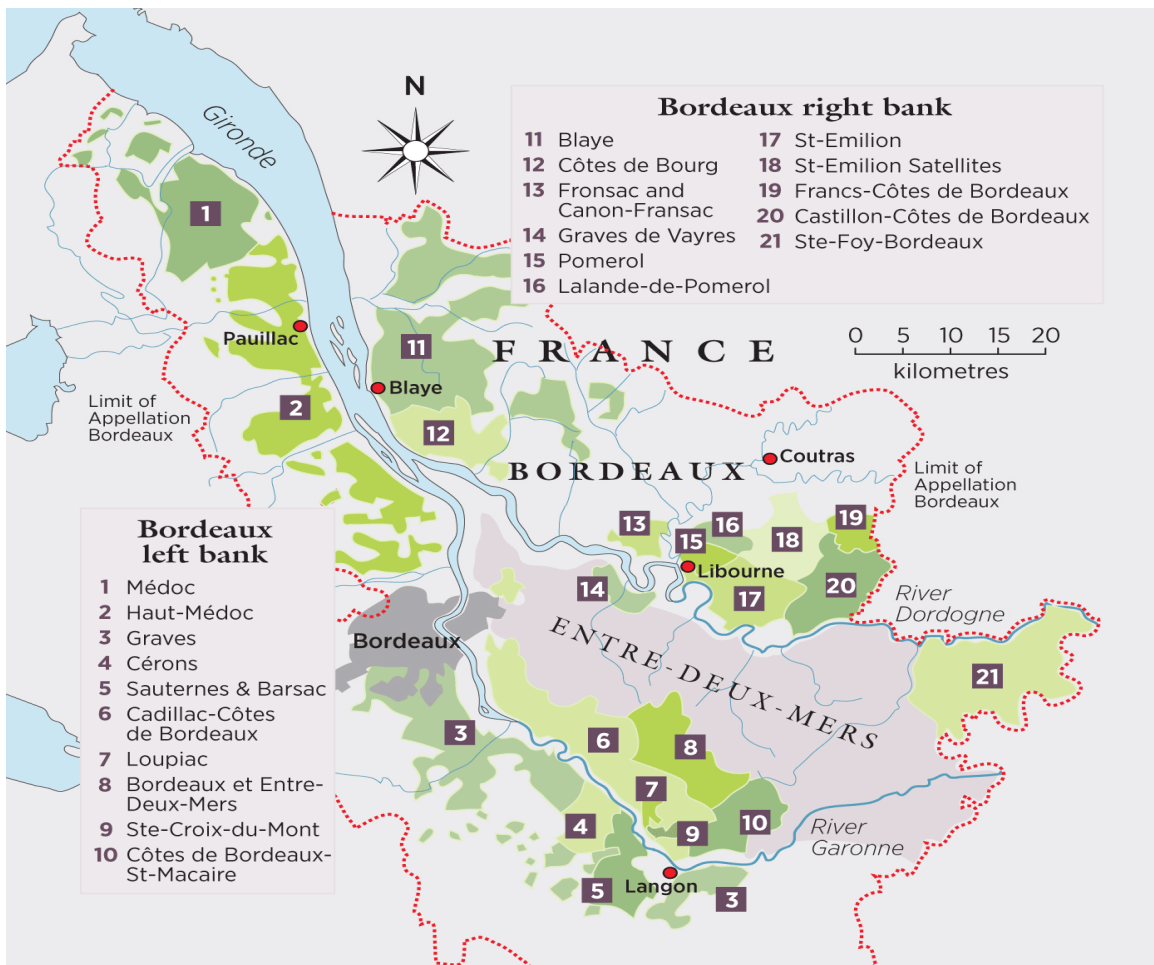 Gironde
N
Bordeaux right bank
11 Blaye
12 Côtes de Bourg
13 Fronsac and
Canon-Fransac
14 Graves de Vayres
15 Pomerol
16 Lalande-de-Pomerol
17 St-Emilion
18 St-Emilion Satellites
19 Francs-Côtes de Bordeaux
20 Castillon-Côtes de Bordeaux
21 Ste-Foy-Bordeaux
1
Pauillac
11
FRANCE
0 5 10 15 20
kilometres
Blaye
Limit of
Appellation
Bordeaux
2
12
BORDEAUX
Coutras
Limit of
Appellation
Bordeaux
Bordeaux
left bank
1 Médoc
2 Haut-Médoc
3 Graves
4 Cérons
5 Sauternes & Barsac
6 Cadillac-Côtes
de Bordeaux
7 Loupiac
8 Bordeaux et Entre-
Deux-Mers
9 Ste-Croix-du-Mont
10 Côtes de Bordeaux-
St-Macaire
13
16
15
18
19
Libourne
14
17
20
River
Dordogne
Bordeaux
ENTRE-DEUX-MERS
21
3
6
8
7
4
9
10
River
Garonne
5
Langon
3